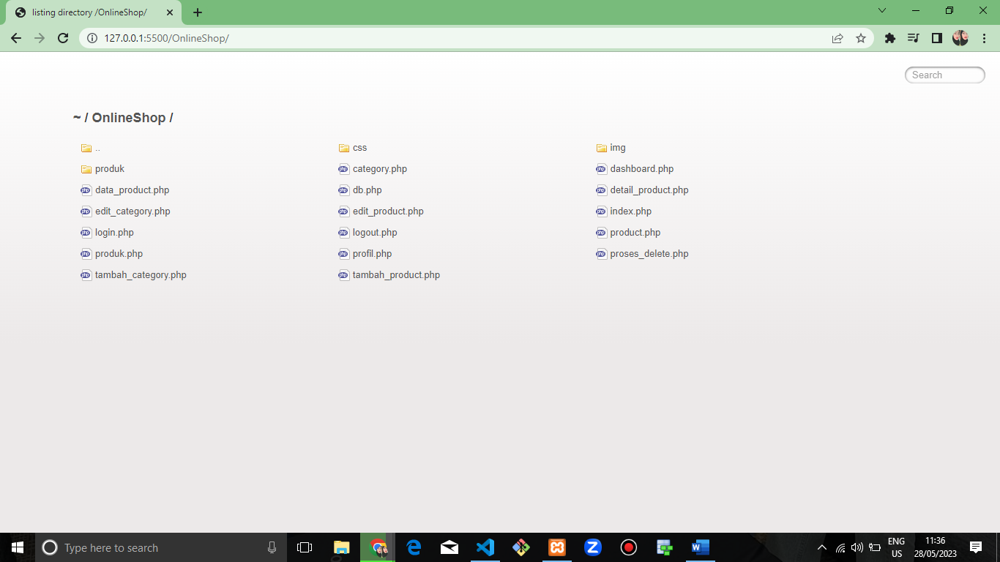 listing directory /OnlineShop/
127.0.0.1:5500/OnlineShop/
Search
~ / OnlineShop /
.. css img
produk category.php dashboard.php
data_product.php db.php detail_product.php
edit_category.php edit_product.php index.php
login.php logout.php product.php
produk.php profil.php proses_delete.php
tambah_category.php tambah_product.php
Type here to search
ENG 11:36
US 28/05/2023